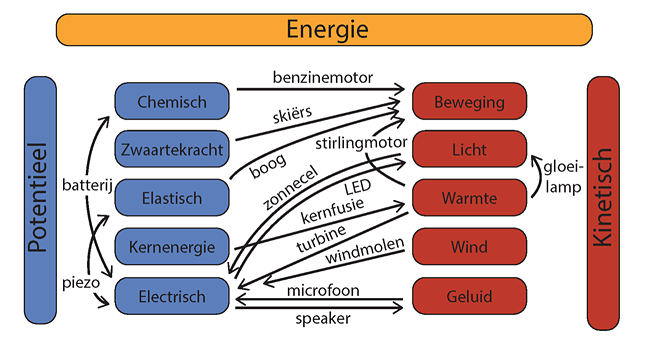 Energie
Potentieel
Kinetisch
benzinemotor
Chemisch
Beweging
skiërs
stirlingmotor
Zwaartekracht
Licht
boog
zonnecel
gloei-
lamp
batterij
LED
Elastisch
Warmte
kernfusie
turbine
Kernenergie
Wind
windmolen
piezo
microfoon
Electrisch
Geluid
speaker